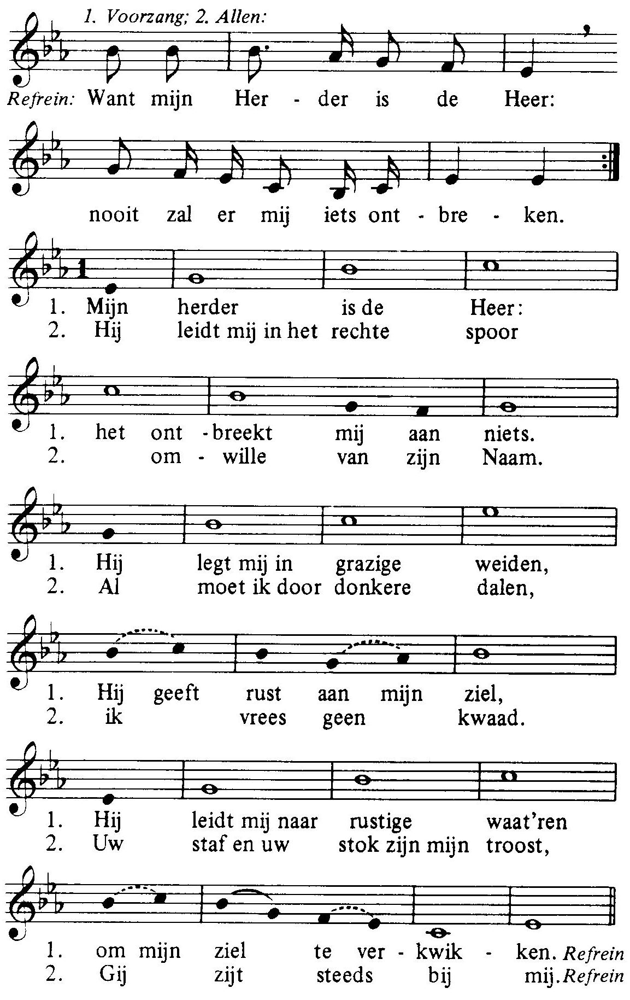 1. Voorzang; 2. Allen:
Refrein: Want mijn Her - der is de Heer:
nooit zal er mij iets ont - bre - ken.
1
1. Mijn herder is de Heer:
2. Hij leidt mij in het rechte spoor
1. het ont -breekt mij aan niets.
2. om - wille van zijn Naam.
1. Hij legt mij in grazige weiden,
2. Al moet ik door donkere dalen,
1. Hij geeft rust aan mijn ziel,
2. ik vrees geen kwaad.
1. Hij leidt mij naar rustige waat'ren
2. Uw staf en uw stok zijn mijn troost,
1. om mijn ziel te ver - kwik - ken. Refrein
2. Gij zijt steeds bij mij. Refrein